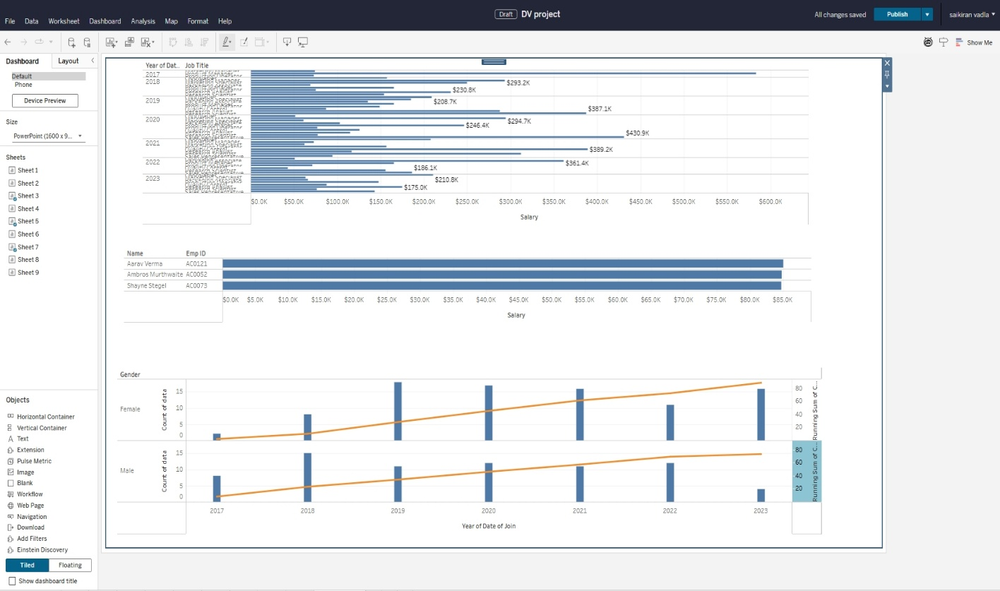 Draft DV project
All changes saved Publish saikiran vadla
File Data Worksheet Dashboard Analysis Map Format Help
Show Me
Dashboard Layout
Default
Phone
Device Preview
Size
PowerPoint (1600 x 9...
Sheets
Sheet 1
Sheet 2
Sheet 3
Sheet 4
Sheet 5
Sheet 6
Sheet 7
Sheet 8
Sheet 9
Objects
Horizontal Container
Vertical Container
Text
Extension
Pulse Metric
Image
Blank
Workflow
Web Page
Navigation
Download
Add Filters
Einstein Discovery
Tiled Floating
Show dashboard title
Year of Dat.. Job Title
2017
2018
$293.2K
$230.8K
2019
$208.7K
$387.1K
2020
$294.7K
$246.4K
$430.9K
2021
$389.2K
2022
$361.4K
$186.1K
2023
$210.8K
$175.0K
$0.0K $50.0K $100.0K $150.0K $200.0K $250.0K $300.0K $350.0K $400.0K $450.0K $500.0K $550.0K $600.0K
Salary
Name Emp ID
Aarav Verma AC0121
Ambros Murthwaite AC0052
Shayne Stegel AC0073
$0.0K $5.0K $10.0K $15.0K $20.0K $25.0K $30.0K $35.0K $40.0K $45.0K $50.0K $55.0K $60.0K $65.0K $70.0K $75.0K $80.0K $85.0K
Salary
Gender
Female
Count of data
15
10
5
0
80
60
40
20
Running Sum of C...
Male
Count of data
15
10
5
0
80
60
40
20
Running Sum of C...
2017 2018 2019 2020 2021 2022 2023
Year of Date of Join